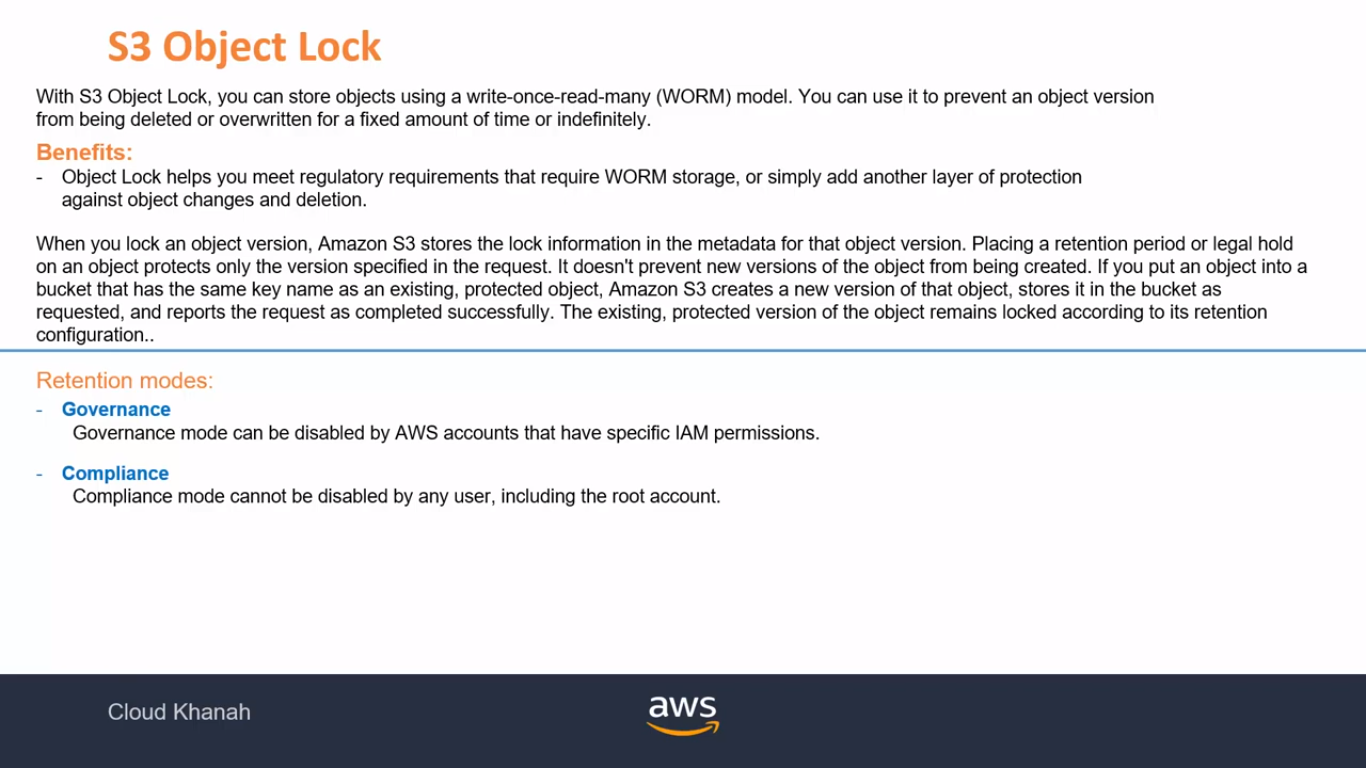 S3 Object Lock
With S3 Object Lock, you can store objects using a write-once-read-many (WORM) model. You can use it to prevent an object version
from being deleted or overwritten for a fixed amount of time or indefinitely.
Benefits:
- Object Lock helps you meet regulatory requirements that require WORM storage, or simply add another layer of protection
against object changes and deletion.
When you lock an object version, Amazon S3 stores the lock information in the metadata for that object version. Placing a retention period or legal hold
on an object protects only the version specified in the request. It doesn't prevent new versions of the object from being created. If you put an object into a
bucket that has the same key name as an existing, protected object, Amazon S3 creates a new version of that object, stores it in the bucket as
requested, and reports the request as completed successfully. The existing, protected version of the object remains locked according to its retention
configuration..
Retention modes:
- Governance
Governance mode can be disabled by AWS accounts that have specific IAM permissions.
- Compliance
Compliance mode cannot be disabled by any user, including the root account.
Cloud Khanah
aws